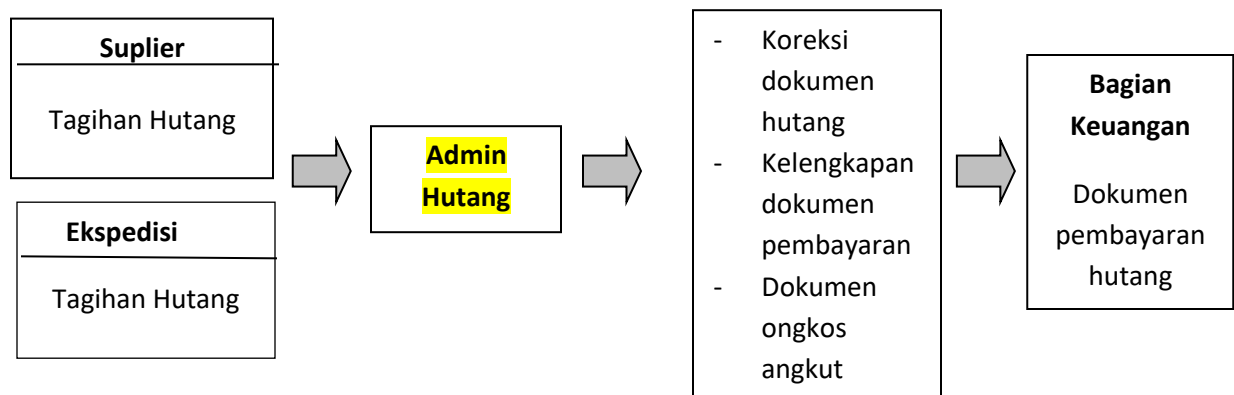 Suplier
Tagihan Hutang
Ekspedisi
Tagihan Hutang
Admin
Hutang
- Koreksi
dokumen
hutang
- Kelengkapan
dokumen
pembayaran
- Dokumen
ongkos
angkut
Bagian
Keuangan
Dokumen
pembayaran
hutang